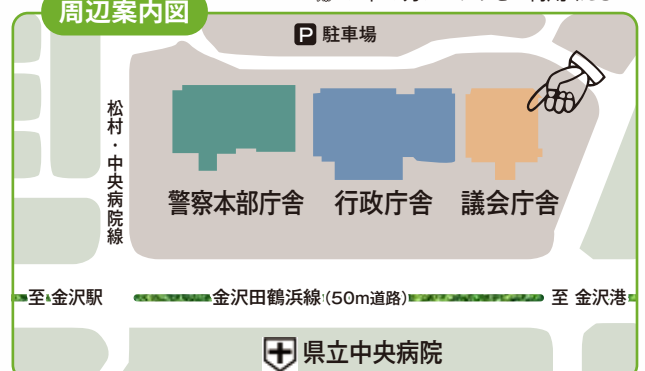 周辺案内図
P 駐車場
松村・中央病院線
警察本部庁舎 行政庁舎 議会庁舎
至 金沢駅 金沢田鶴浜線(50m道路) 至 金沢港
県立中央病院